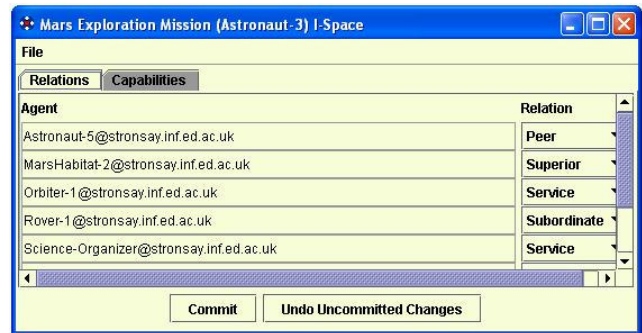 Mars Exploration Mission (Astronaut-3) I-Space
File
Relations Capabilities
Agent Relation
Astronaut-5@stronsay.inf.ed.ac.uk Peer
MarsHabitat-2@stronsay.inf.ed.ac.uk Superior
Orbiter-1@stronsay.inf.ed.ac.uk Service
Rover-1@stronsay.inf.ed.ac.uk Subordinate
Science-Organizer@stronsay.inf.ed.ac.uk Service
Commit Undo Uncommitted Changes